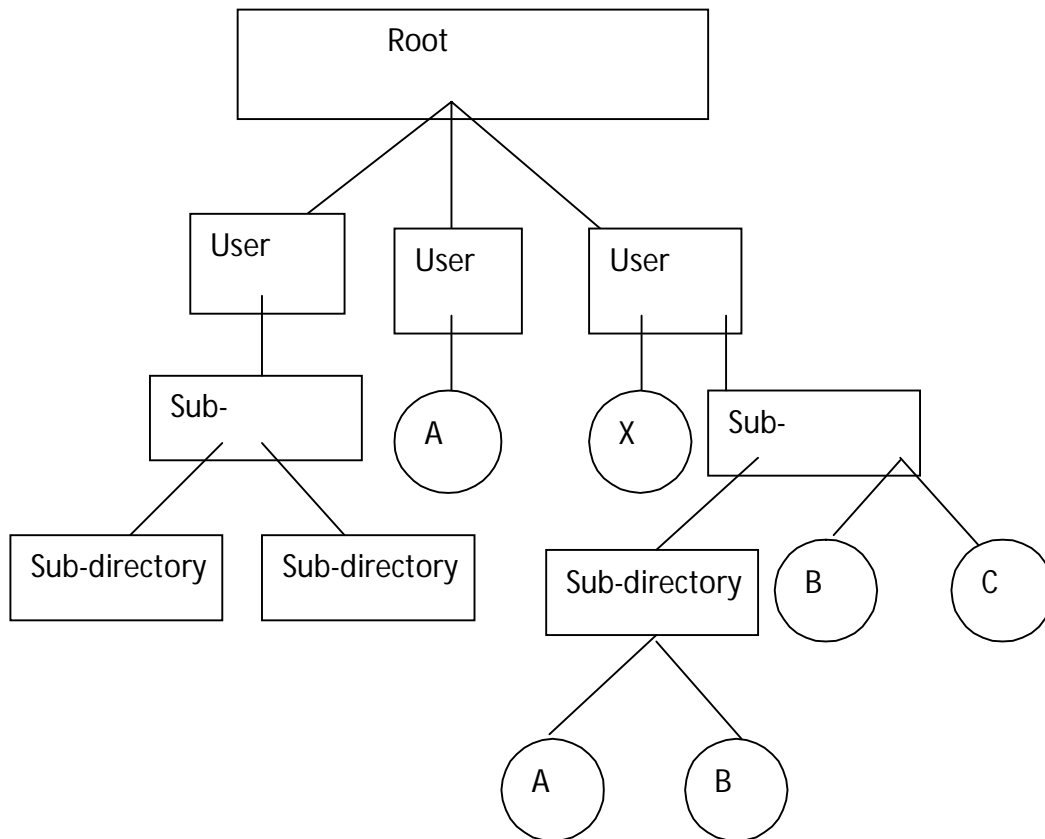 Root
User
User
User
Sub-
A
X
Sub-
Sub-directory
Sub-directory
Sub-directory
B
C
A
B